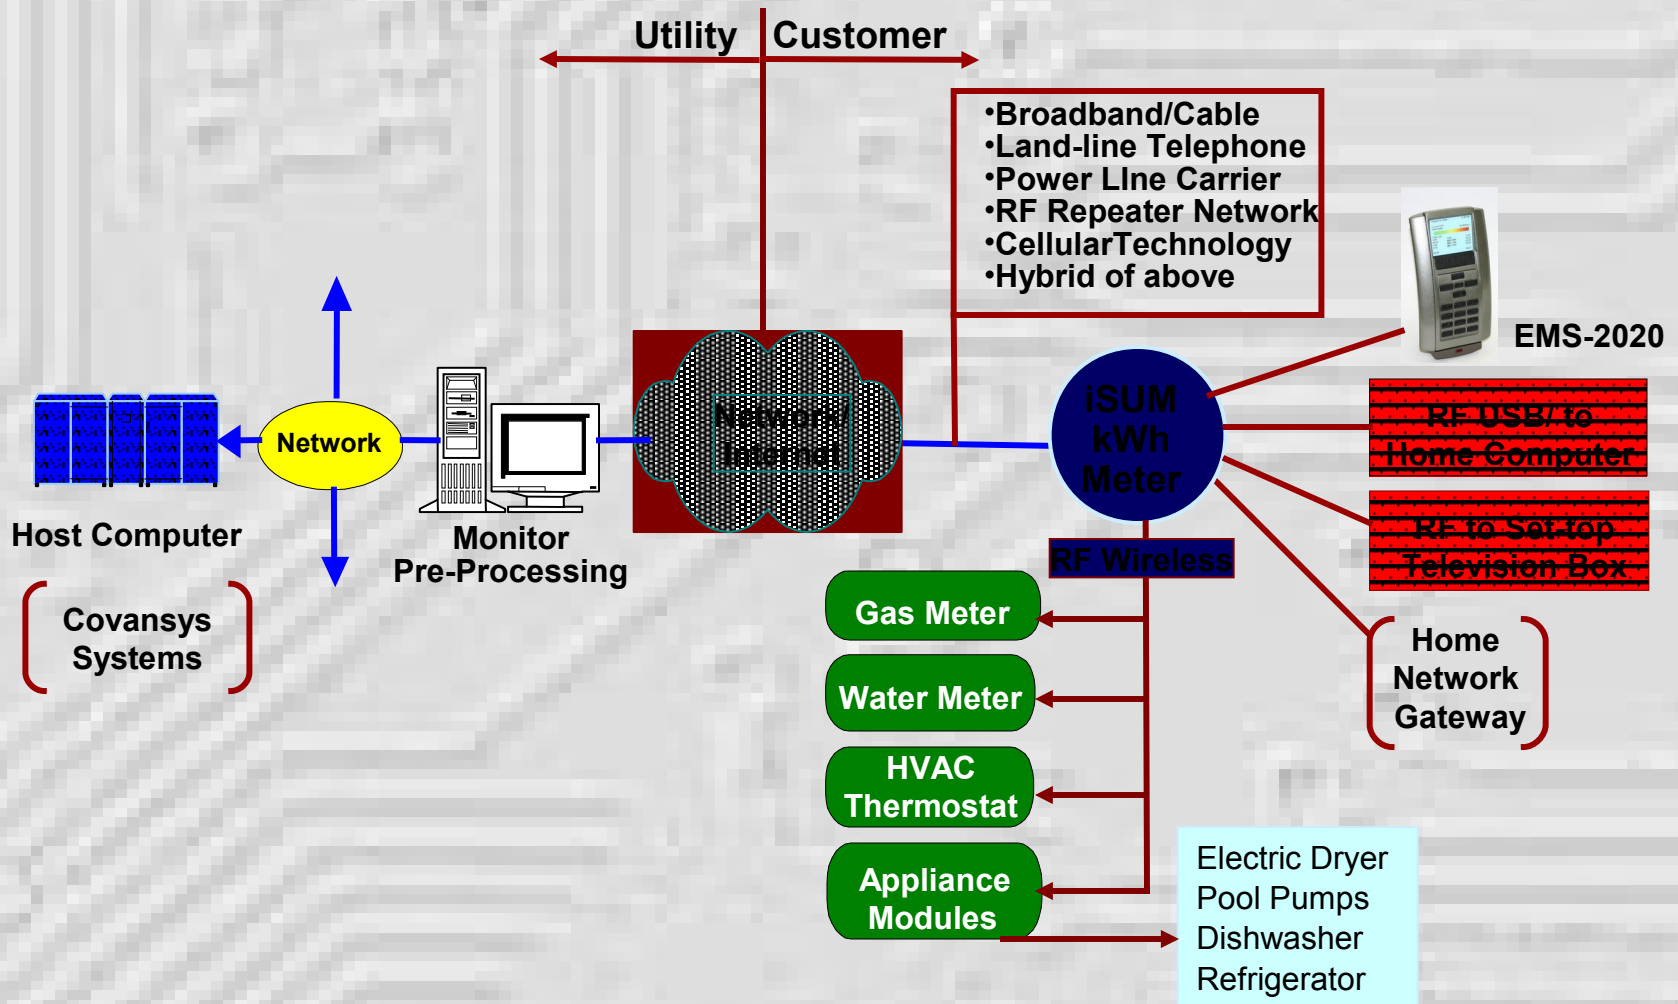 Utility
Customer
•Broadband/Cable
•Land-line Telephone
•Power LIne Carrier
•RF Repeater Network
•CellularTechnology
•Hybrid of above
EMS-2020
Network
Network/
Internet
iSUM
kWh
Meter
RF USB/ to
Home Computer
RF to Set-top
Television Box
Host Computer
Monitor
Pre-Processing
RF Wireless
Covansys
Systems
Gas Meter
Water Meter
HVAC
Thermostat
Appliance
Modules
Home
Network
Gateway
Electric Dryer
Pool Pumps
Dishwasher
Refrigerator